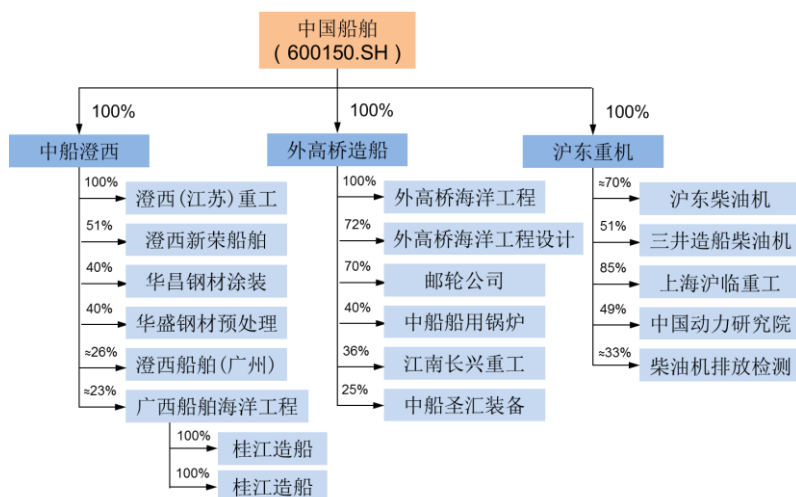 中国船舶
( 600150.SH )
100%
100%
100%
中船澄西
外高桥造船
沪东重机
100%
澄西(江苏)重工
51%
澄西新荣船舶
40%
华昌钢材涂装
40%
华盛钢材预处理
≈26%
澄西船舶(广州)
≈23%
广西船舶海洋工程
100%
桂江造船
100%
桂江造船
100%
外高桥海洋工程
72%
外高桥海洋工程设计
70%
邮轮公司
40%
中船船用锅炉
36%
江南长兴重工
25%
中船圣汇装备
≈70%
沪东柴油机
51%
三井造船柴油机
85%
上海沪临重工
49%
中国动力研究院
≈33%
柴油机排放检测